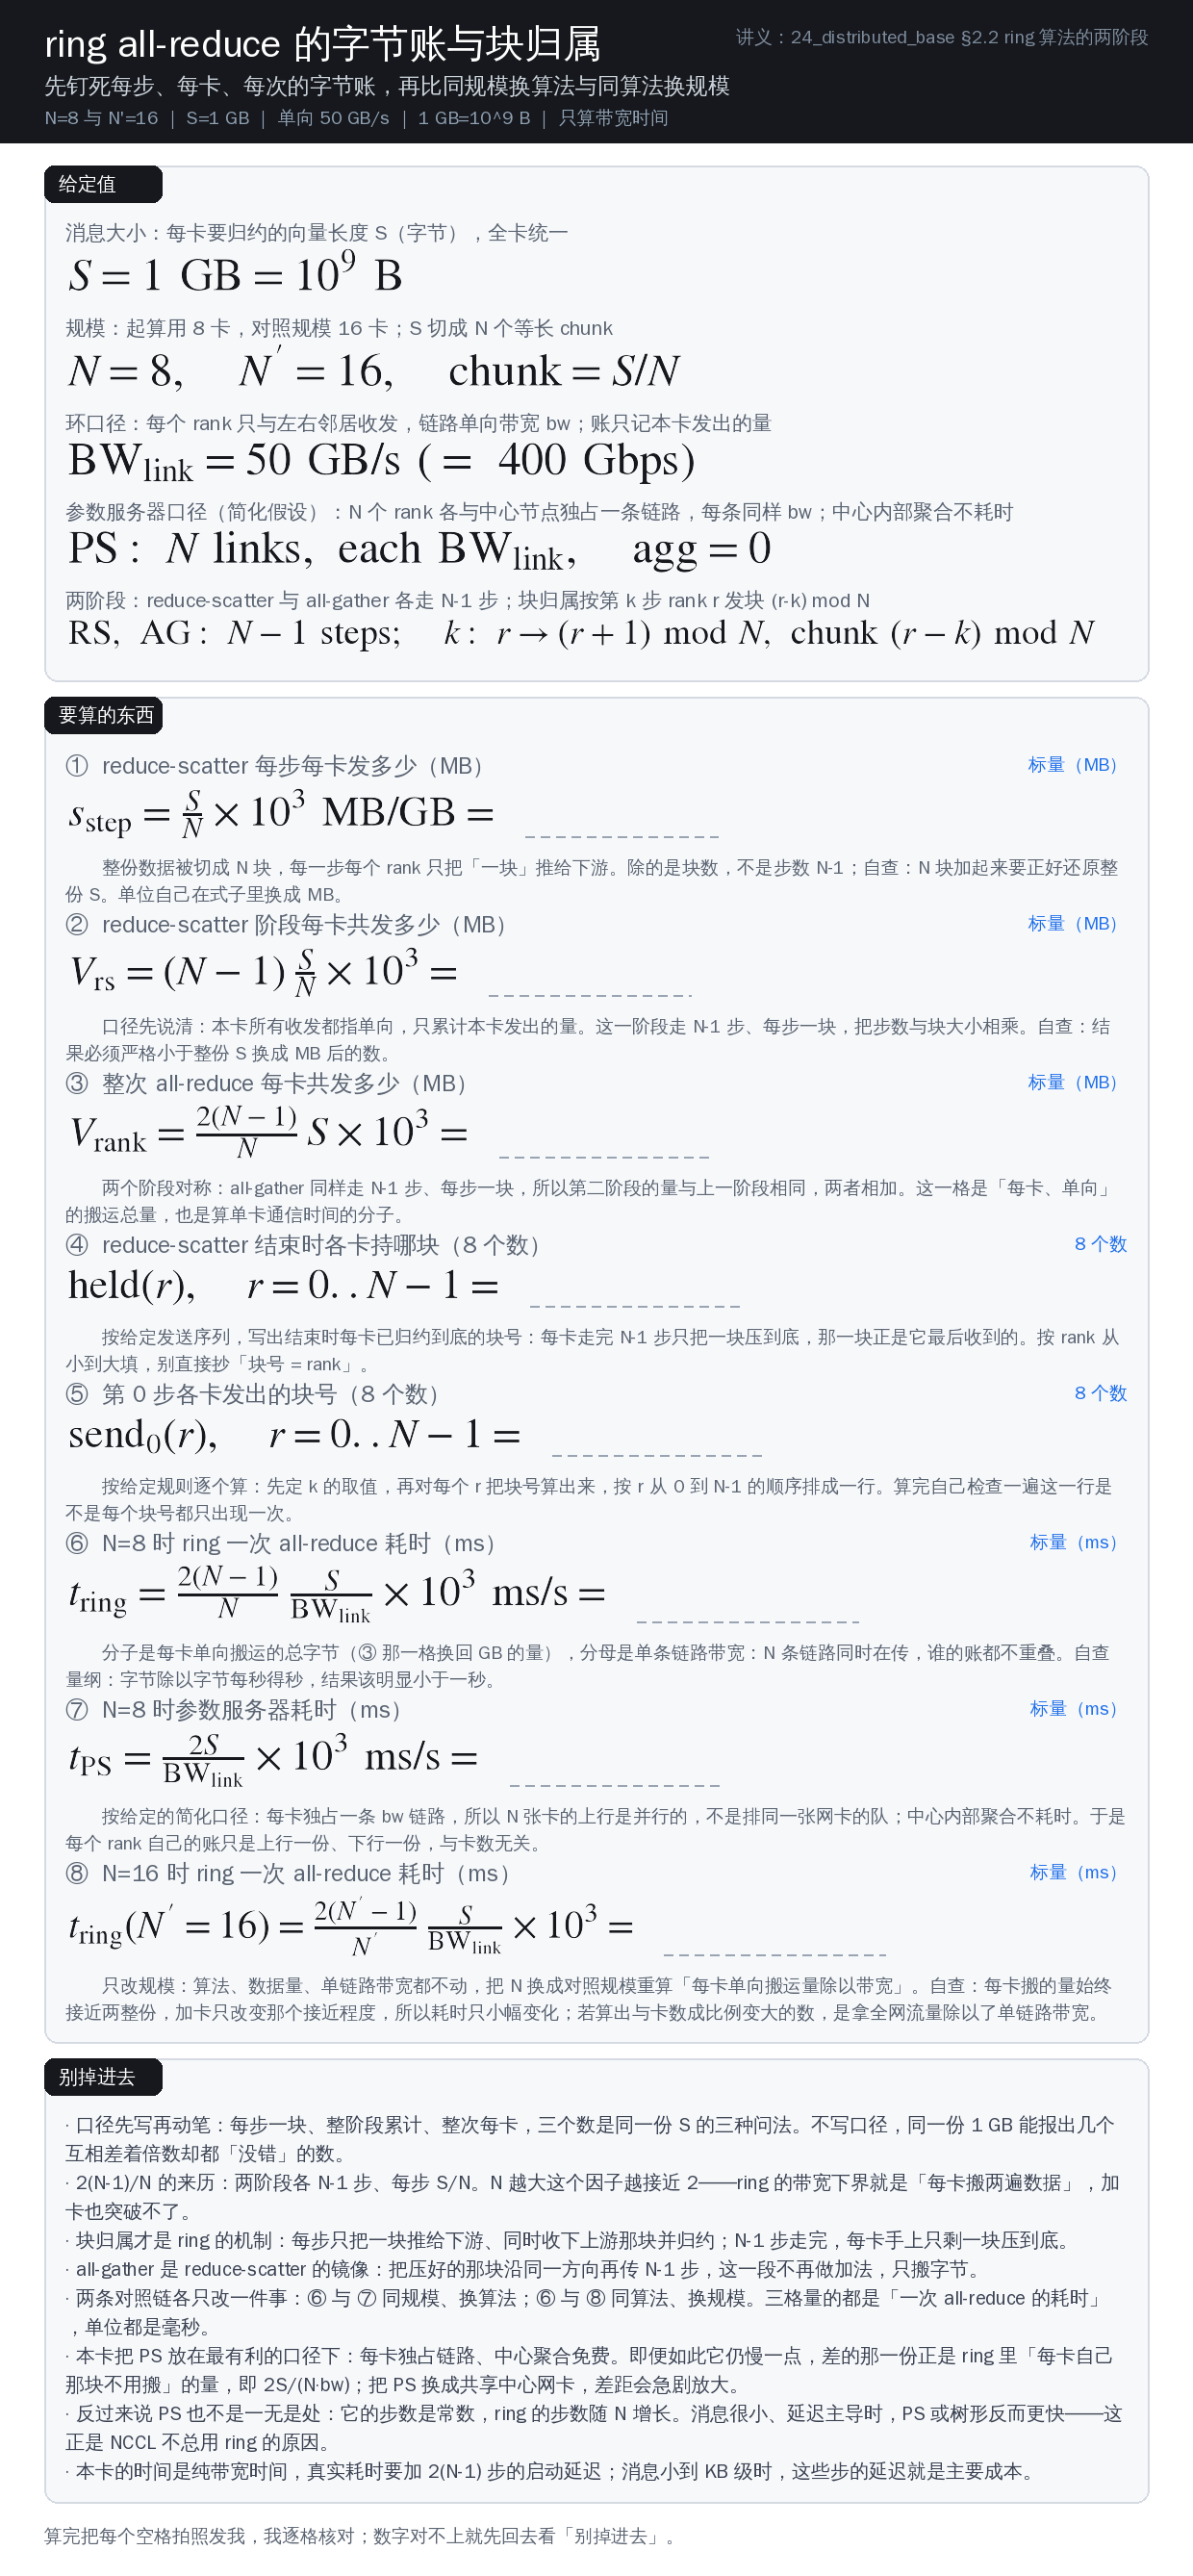 ring all-reduce 的字节账与块归属
讲义：24_distributed_base §2.2 ring 算法的两阶段
先钉死每步、每卡、每次的字节账，再比同规模换算法与同算法换规模
N=8 与 N'=16 ｜ S=1 GB ｜ 单向 50 GB/s ｜ 1 GB=10^9 B ｜ 只算带宽时间
给定值
消息大小：每卡要归约的向量长度 S（字节），全卡统一
S = 1 GB = 10^9 B
规模：起算用 8 卡，对照规模 16 卡；S 切成 N 个等长 chunk
N = 8, N′ = 16, chunk = S/N
环口径：每个 rank 只与左右邻居收发，链路单向带宽 bw；账只记本卡发出的量
BW_link = 50 GB/s ( = 400 Gbps)
参数服务器口径（简化假设）：N 个 rank 各与中心节点独占一条链路，每条同样 bw；中心内部聚合不耗时
PS : N links, each BW_link, agg = 0
两阶段：reduce-scatter 与 all-gather 各走 N-1 步；块归属按第 k 步 rank r 发块 (r-k) mod N
RS, AG : N − 1 steps; k : r → (r + 1) mod N, chunk (r − k) mod N
要算的东西
① reduce-scatter 每步每卡发多少（MB）
标量（MB）
s_step = S/N × 10^3 MB/GB =
整份数据被切成 N 块，每一步每个 rank 只把「一块」推给下游。除的是块数，不是步数 N-1；自查：N 块加起来要正好还原整
份 S。单位自己在式子里换成 MB。
② reduce-scatter 阶段每卡共发多少（MB）
标量（MB）
V_rs = (N − 1) S/N × 10^3 =
口径先说清：本卡所有收发都指单向，只累计本卡发出的量。这一阶段走 N-1 步、每步一块，把步数与块大小相乘。自查：结
果必须严格小于整份 S 换成 MB 后的数。
③ 整次 all-reduce 每卡共发多少（MB）
标量（MB）
V_rank = 2(N − 1)/N S × 10^3 =
两个阶段对称：all-gather 同样走 N-1 步、每步一块，所以第二阶段的量与上一阶段相同，两者相加。这一格是「每卡、单向」
的搬运总量，也是算单卡通信时间的分子。
④ reduce-scatter 结束时各卡持哪块（8 个数）
8 个数
held(r), r = 0. . N − 1 =
按给定发送序列，写出结束时每卡已归约到底的块号：每卡走完 N-1 步只把一块压到底，那一块正是它最后收到的。按 rank 从
小到大填，别直接抄「块号 = rank」。
⑤ 第 0 步各卡发出的块号（8 个数）
8 个数
send_0(r), r = 0. . N − 1 =
按给定规则逐个算：先定 k 的取值，再对每个 r 把块号算出来，按 r 从 0 到 N-1 的顺序排成一行。算完自己检查一遍这一行是
不是每个块号都只出现一次。
⑥ N=8 时 ring 一次 all-reduce 耗时（ms）
标量（ms）
t_ring = 2(N − 1)/N S/BW_link × 10^3 ms/s =
分子是每卡单向搬运的总字节（③ 那一格换回 GB 的量），分母是单条链路带宽：N 条链路同时在传，谁的账都不重叠。自查
量纲：字节除以字节每秒得秒，结果该明显小于一秒。
⑦ N=8 时参数服务器耗时（ms）
标量（ms）
t_PS = 2S/BW_link × 10^3 ms/s =
按给定的简化口径：每卡独占一条 bw 链路，所以 N 张卡的上行是并行的，不是排同一张网卡的队；中心内部聚合不耗时。于是
每个 rank 自己的账只是上行一份、下行一份，与卡数无关。
⑧ N=16 时 ring 一次 all-reduce 耗时（ms）
标量（ms）
t_ring(N′ = 16) = 2(N′ − 1)/N′ S/BW_link × 10^3 =
只改规模：算法、数据量、单链路带宽都不动，把 N 换成对照规模重算「每卡单向搬运量除以带宽」。自查：每卡搬的量始终
接近两整份，加卡只改变那个接近程度，所以耗时只小幅变化；若算出与卡数成比例变大的数，是拿全网流量除以了单链路带宽。
别掉进去
· 口径先写再动笔：每步一块、整阶段累计、整次每卡，三个数是同一份 S 的三种问法。不写口径，同一份 1 GB 能报出几个
互相差着倍数却都「没错」的数。
· 2(N-1)/N 的来历：两阶段各 N-1 步、每步 S/N。N 越大这个因子越接近 2——ring 的带宽下界就是「每卡搬两遍数据」，加
卡也突破不了。
· 块归属才是 ring 的机制：每步只把一块推给下游、同时收下上游那块并归约；N-1 步走完，每卡手上只剩一块压到底。
· all-gather 是 reduce-scatter 的镜像：把压好的那块沿同一方向再传 N-1 步，这一段不再做加法，只搬字节。
· 两条对照链各只改一件事：⑥ 与 ⑦ 同规模、换算法；⑥ 与 ⑧ 同算法、换规模。三格量的都是「一次 all-reduce 的耗时」
，单位都是毫秒。
· 本卡把 PS 放在最有利的口径下：每卡独占链路、中心聚合免费。即便如此它仍慢一点，差的那一份正是 ring 里「每卡自己
那块不用搬」的量，即 2S/(N·bw)；把 PS 换成共享中心网卡，差距会急剧放大。
· 反过来说 PS 也不是一无是处：它的步数是常数，ring 的步数随 N 增长。消息很小、延迟主导时，PS 或树形反而更快——这
正是 NCCL 不总用 ring 的原因。
· 本卡的时间是纯带宽时间，真实耗时要加 2(N-1) 步的启动延迟；消息小到 KB 级时，这些步的延迟就是主要成本。
算完把每个空格拍照发我，我逐格核对；数字对不上就先回去看「别掉进去」。